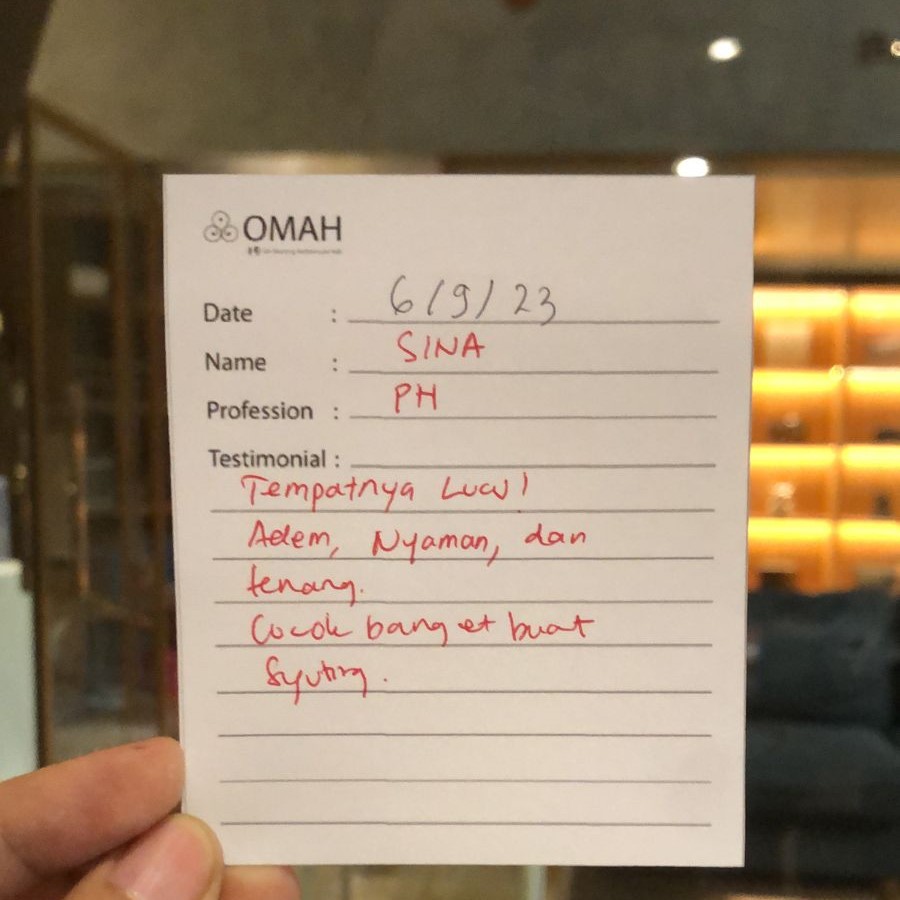 OMAH
Date : 6/9/23
Name : SINA
Profession : PH
Testimonial :
Tempatnya Lucu!
Adem, Nyaman, dan
tenang.
Cocok banget buat
Syuting.